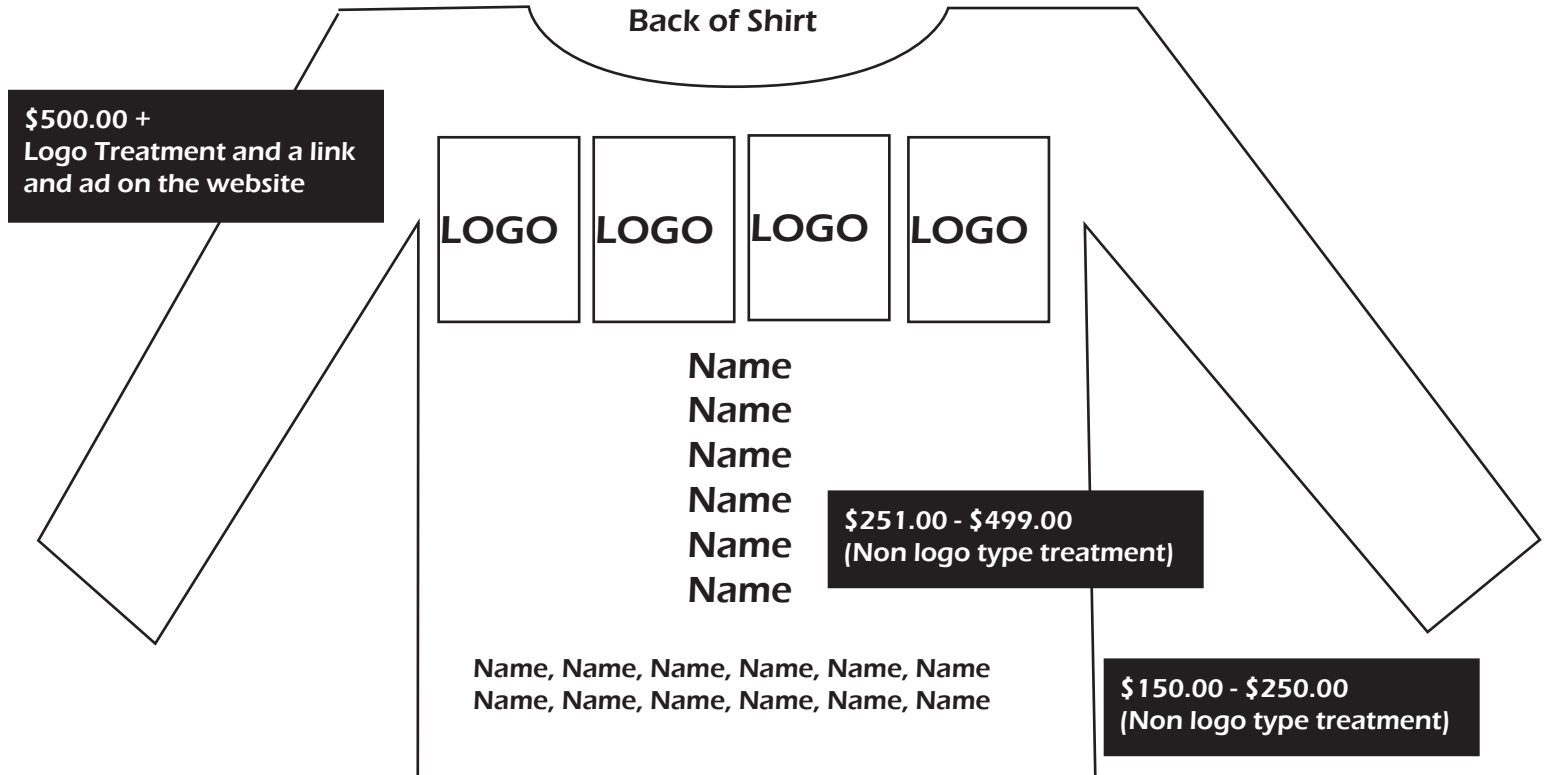 Back of Shirt
$500.00 +
Logo Treatment and a link
and ad on the website
LOGO LOGO LOGO LOGO
Name
Name
Name
Name
Name
Name
$251.00 - $499.00
(Non logo type treatment)
Name, Name, Name, Name, Name, Name
Name, Name, Name, Name, Name, Name
$150.00 - $250.00
(Non logo type treatment)